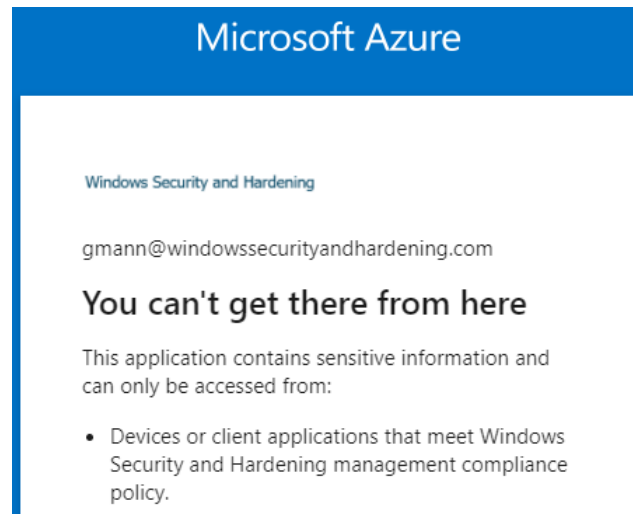 Microsoft Azure
Windows Security and Hardening
gmann@windowssecurityandhardening.com
You can't get there from here
This application contains sensitive information and
can only be accessed from:
• Devices or client applications that meet Windows
Security and Hardening management compliance
policy.